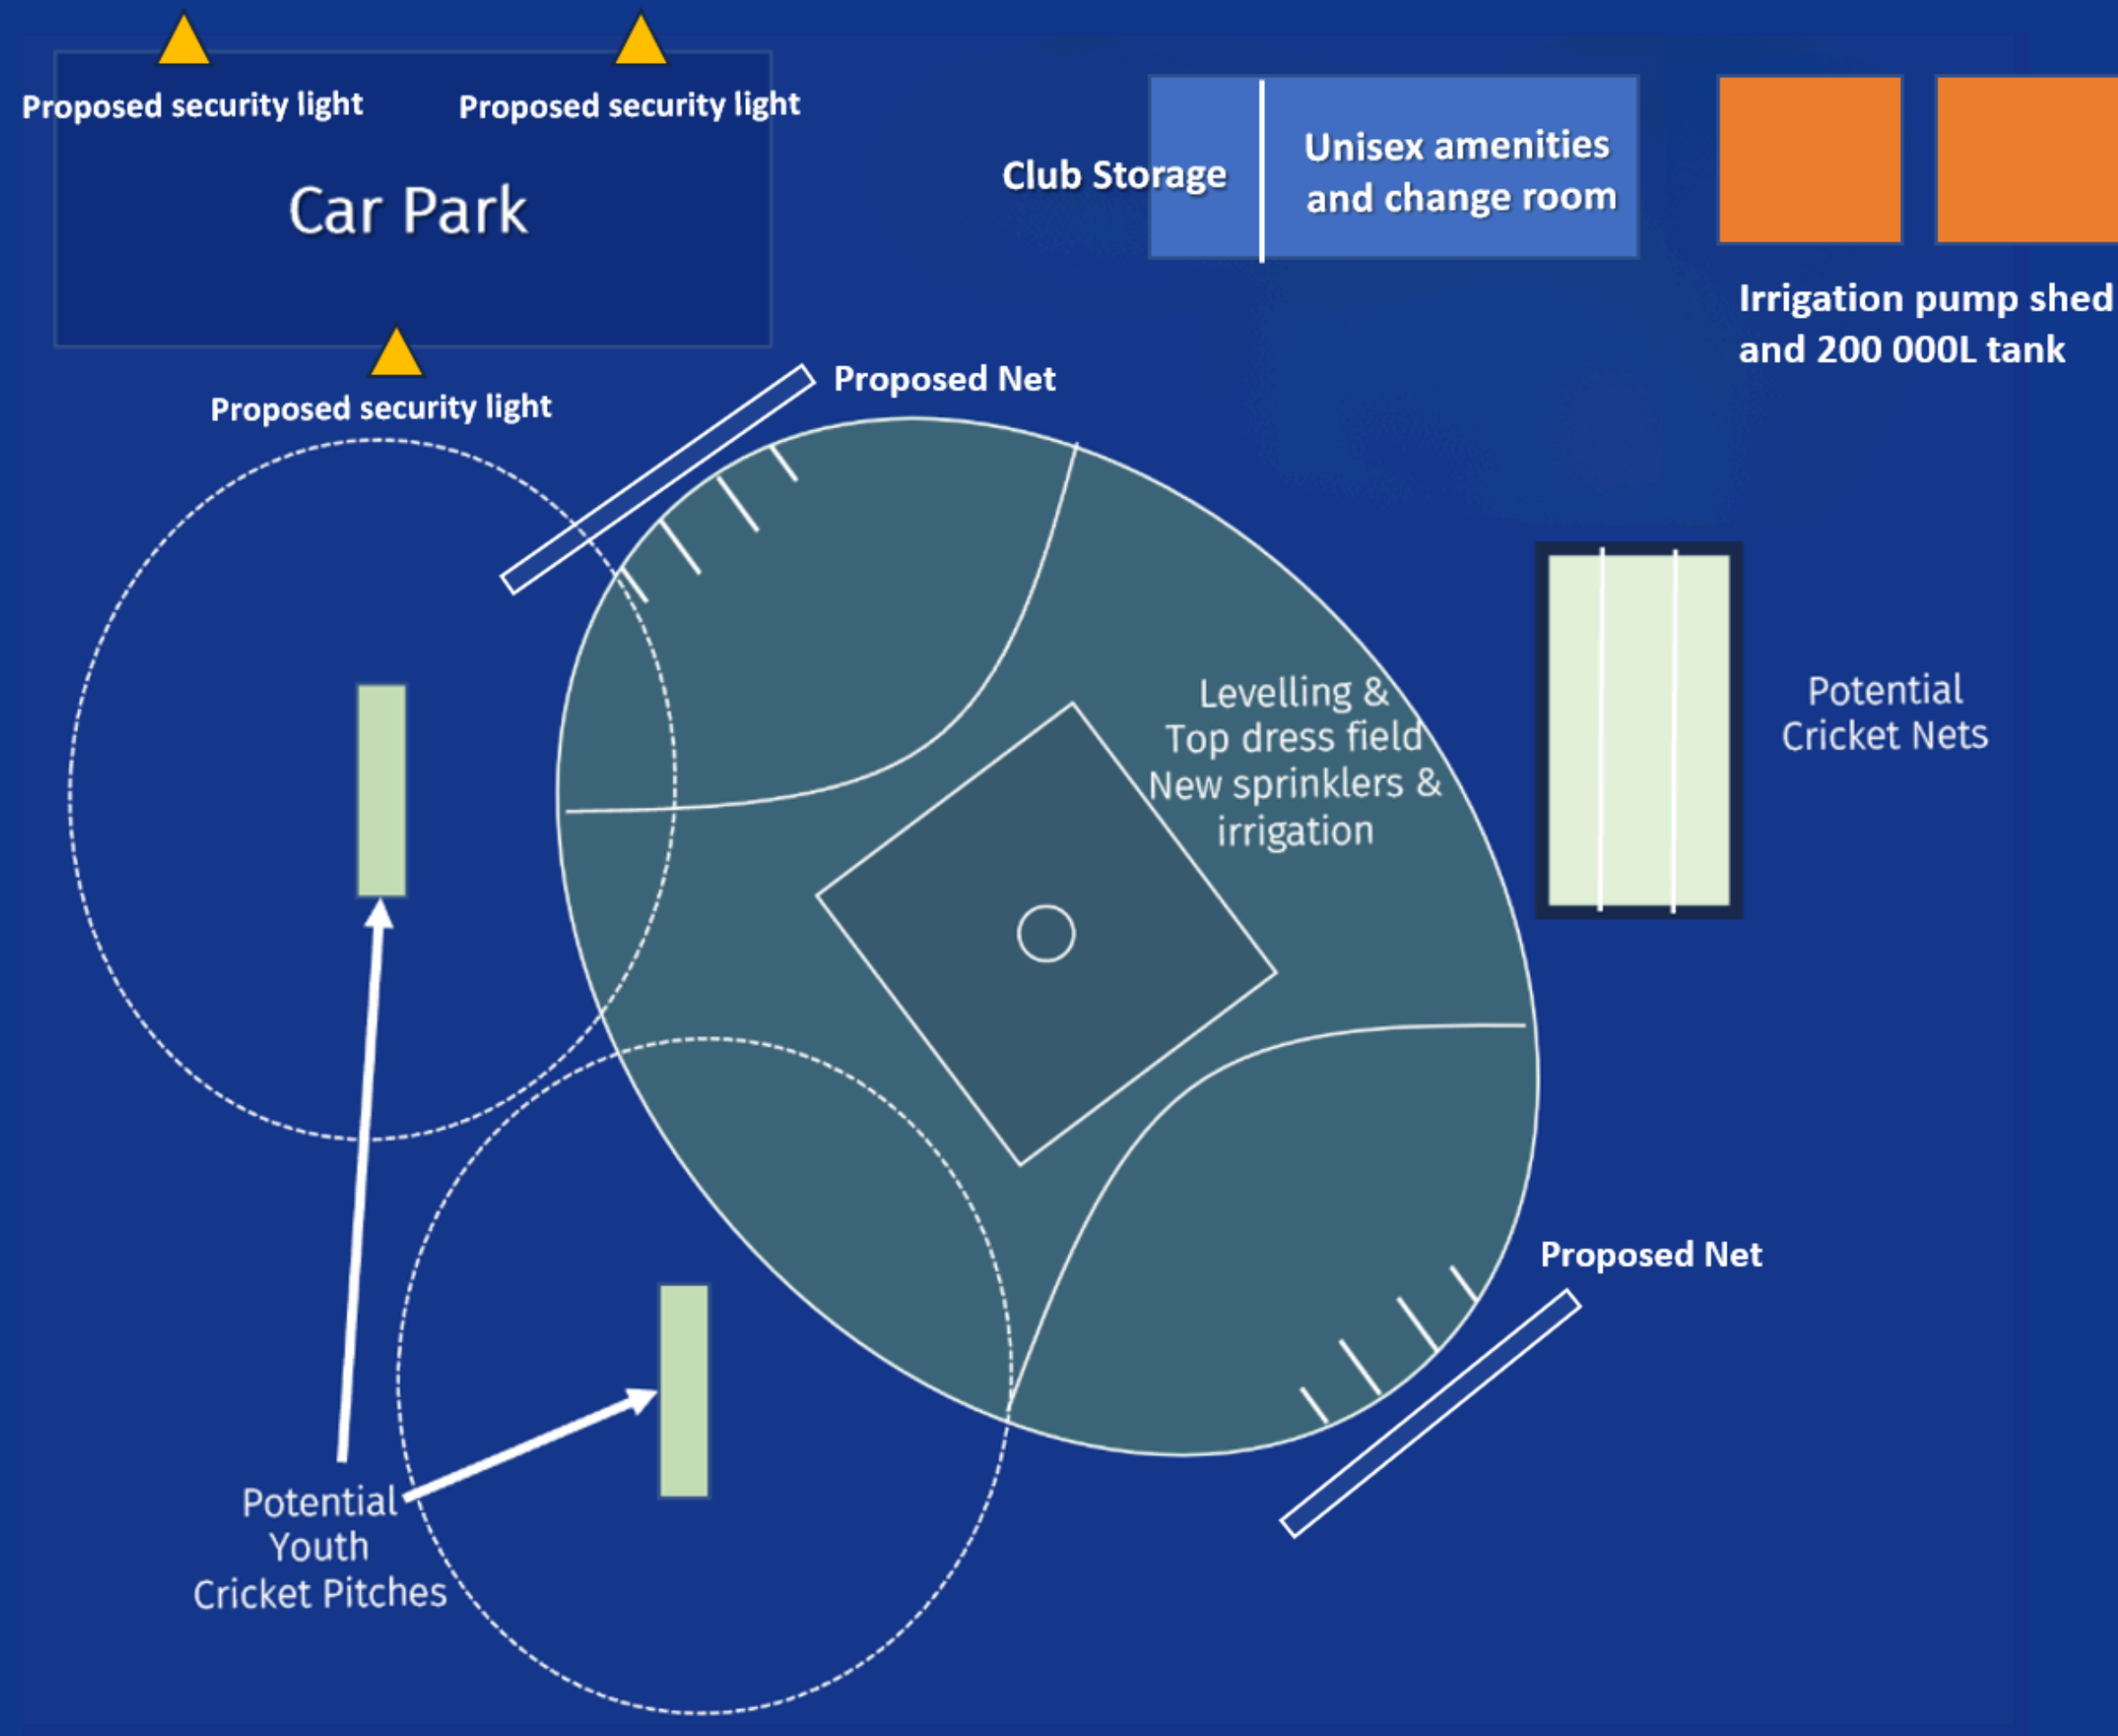 Proposed security light
Proposed security light
Car Park
Proposed security light
Club Storage
Unisex amenities
and change room
Irrigation pump shed
and 200 000L tank
Proposed Net
Levelling &
Top dress field
New sprinklers &
irrigation
Potential
Cricket Nets
Proposed Net
Potential
Youth
Cricket Pitches